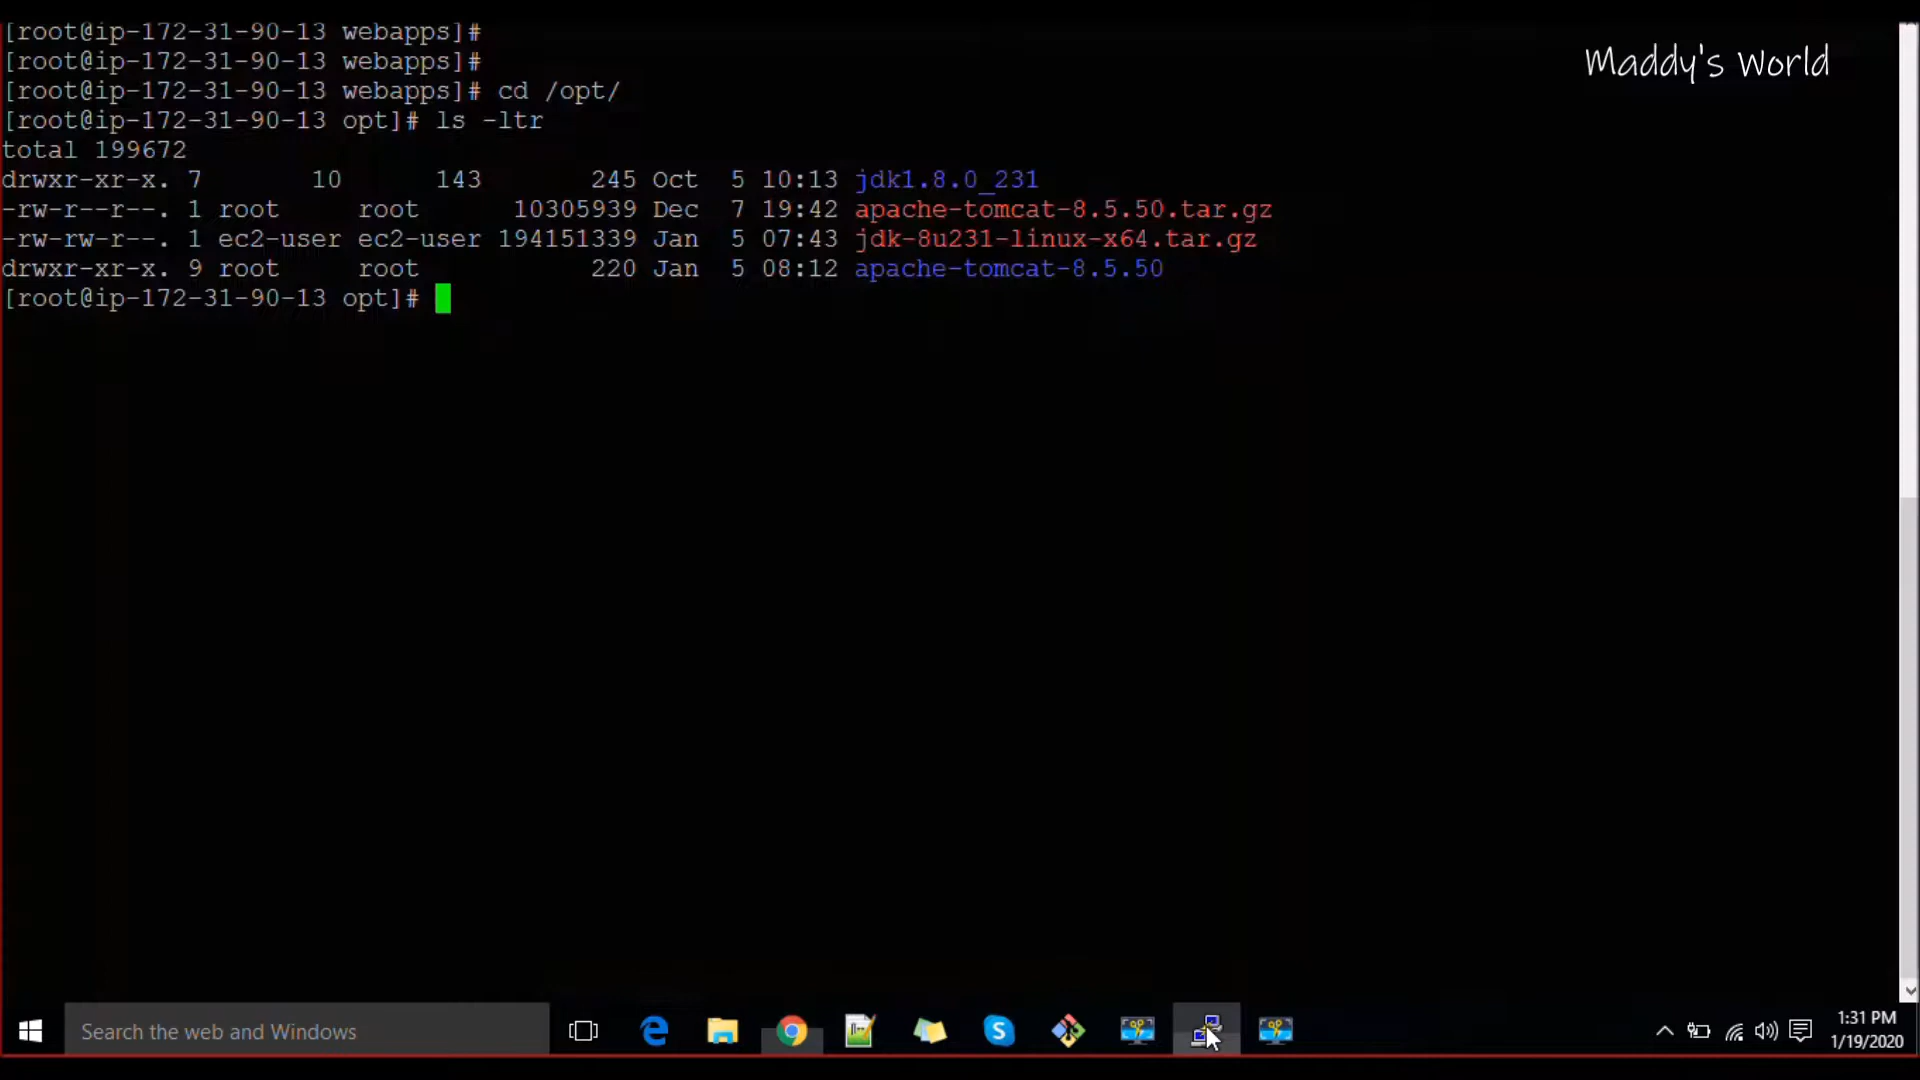 [root@ip-172-31-90-13 webapps]#
[root@ip-172-31-90-13 webapps]#
[root@ip-172-31-90-13 webapps]# cd /opt/
[root@ip-172-31-90-13 opt]# ls -ltr
total 199672
drwxr-xr-x. 7 10 143 245 Oct 5 10:13 jdk1.8.0_231
-rw-r--r--. 1 root root 10305939 Dec 7 19:42 apache-tomcat-8.5.50.tar.gz
-rw-rw-r--. 1 ec2-user ec2-user 194151339 Jan 5 07:43 jdk-8u231-linux-x64.tar.gz
drwxr-xr-x. 9 root root 220 Jan 5 08:12 apache-tomcat-8.5.50
[root@ip-172-31-90-13 opt]#
Maddy's World
Search the web and Windows
1:31 PM
1/19/2020